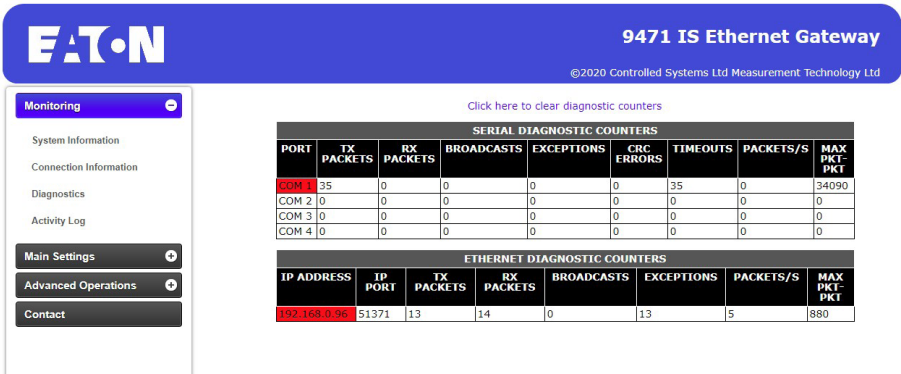 EATON
9471 IS Ethernet Gateway
©2020 Controlled Systems Ltd Measurement Technology Ltd
Monitoring
System Information
Connection Information
Diagnostics
Activity Log
Main Settings
Advanced Operations
Contact
Click here to clear diagnostic counters
SERIAL DIAGNOSTIC COUNTERS
PORT TX PACKETS RX PACKETS BROADCASTS EXCEPTIONS CRC ERRORS TIMEOUTS PACKETS/S MAX PKT-PKT
COM 1 35 0 0 0 0 35 0 34090
COM 2 0 0 0 0 0 0 0 0
COM 3 0 0 0 0 0 0 0 0
COM 4 0 0 0 0 0 0 0 0
ETHERNET DIAGNOSTIC COUNTERS
IP ADDRESS IP PORT TX PACKETS RX PACKETS BROADCASTS EXCEPTIONS PACKETS/S MAX PKT-PKT
192.168.0.96 51371 13 14 0 13 5 880